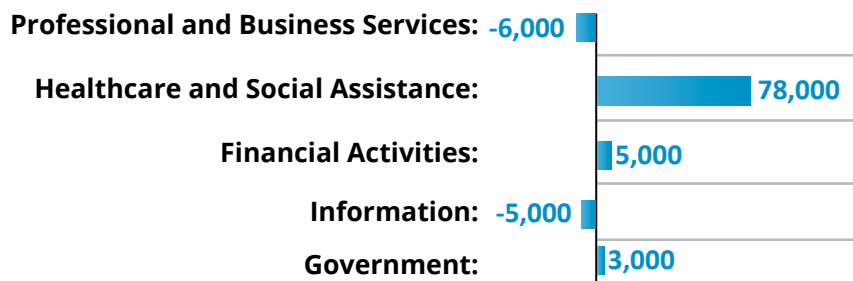 Professional and Business Services: -6,000
Healthcare and Social Assistance: 78,000
Financial Activities: 5,000
Information: -5,000
Government: 3,000